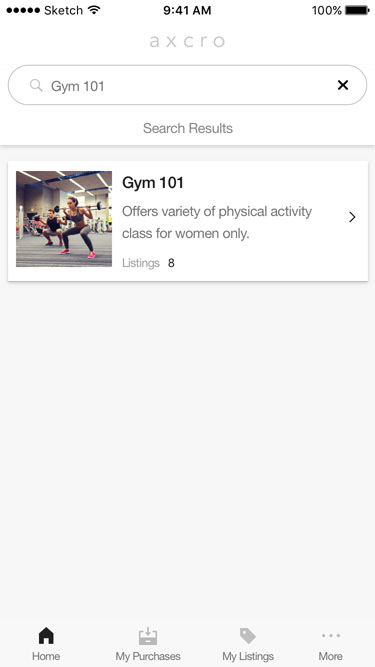 Sketch 9:41 AM 100%
axcro
Gym 101
Search Results
Gym 101
Offers variety of physical activity
class for women only.
Listings 8
Home My Purchases My Listings More